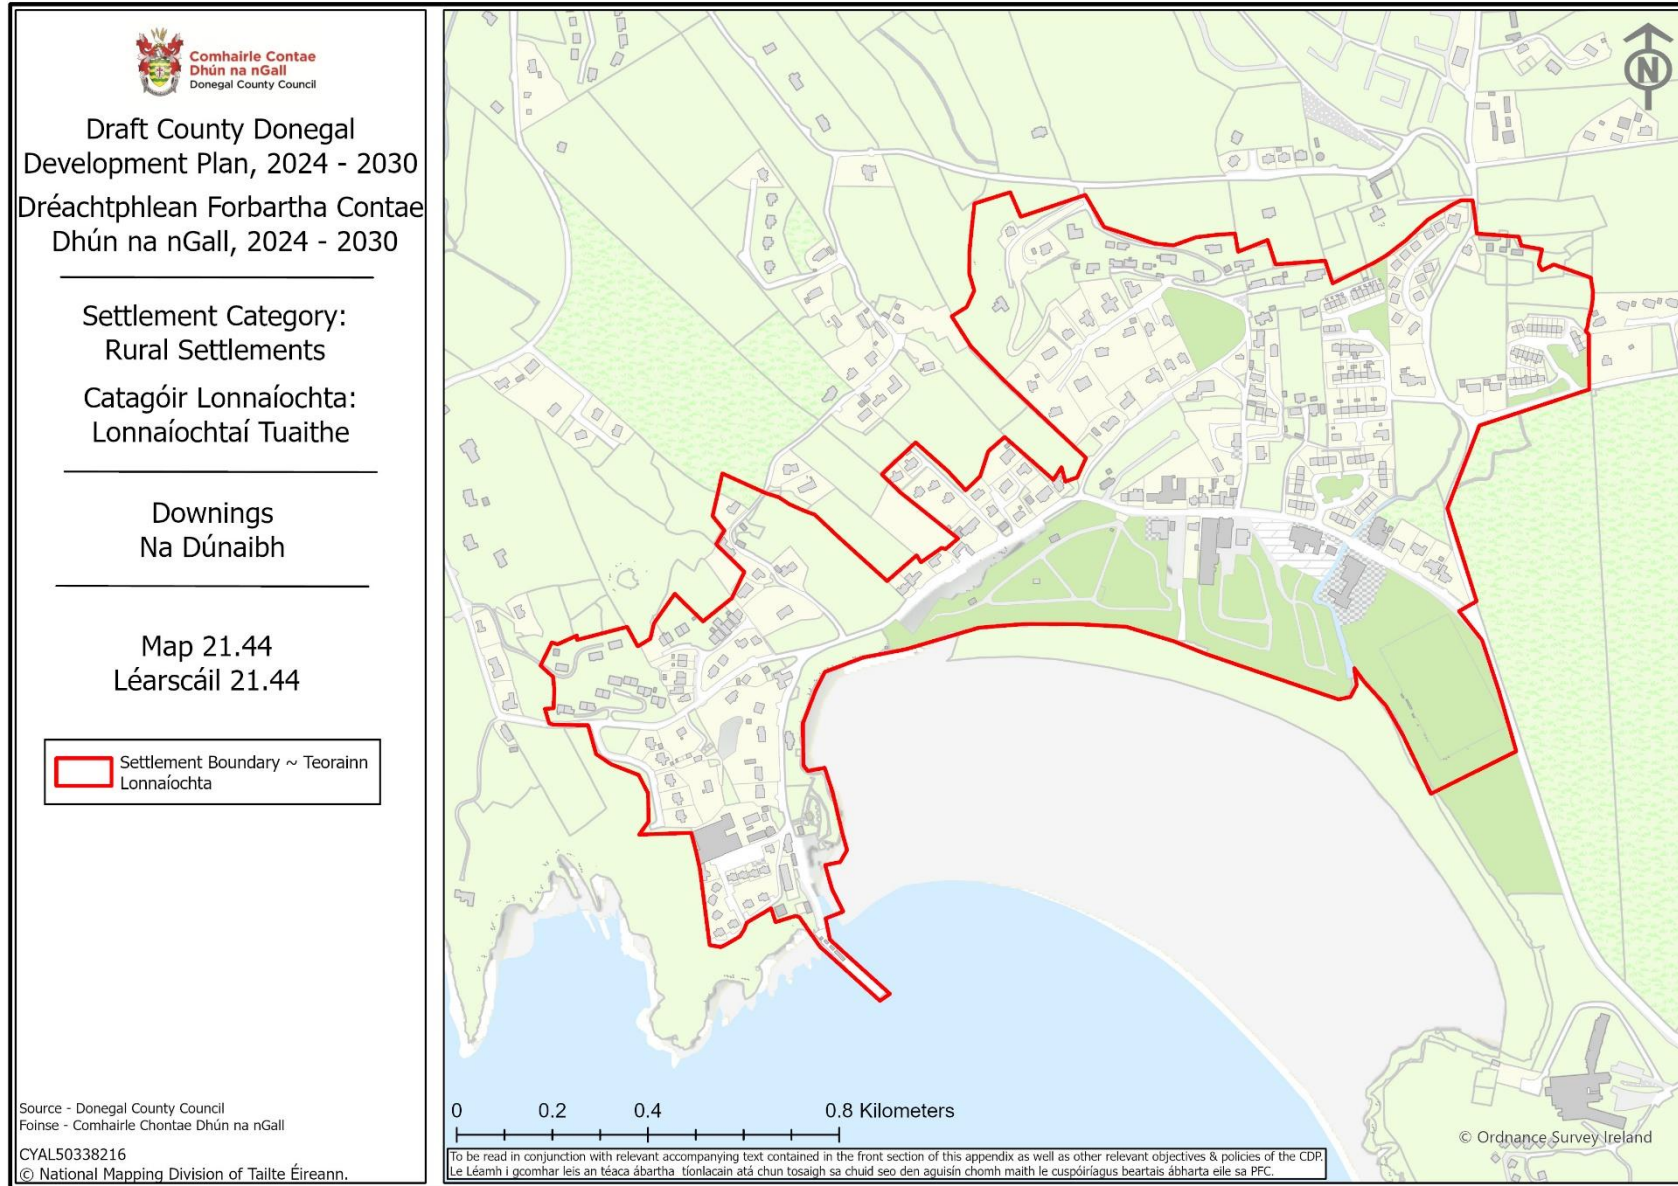 Comhairle Contae
Dhún na nGall
Donegal County Council
Draft County Donegal
Development Plan, 2024 - 2030
Dréachtphlean Forbartha Contae
Dhún na nGall, 2024 - 2030
Settlement Category:
Rural Settlements
Catagóir Lonnaíochta:
Lonnaíochtaí Tuaithe
Downings
Na Dúnaibh
Map 21.44
Léarscáil 21.44
Settlement Boundary ~ Teorainn
Lonnaíochta
Source - Donegal County Council
Foinse - Comhairle Chontae Dhún na nGall
CYAL50338216
© National Mapping Division of Tailte Éireann.
N
0 0.2 0.4 0.8 Kilometers
© Ordnance Survey Ireland
To be read in conjunction with relevant accompanying text contained in the front section of this appendix as well as other relevant objectives & policies of the CDP.
Le Léamh i gcomhar leis an téaca ábartha tíonlacain atá chun tosaigh sa chuid seo den aguisín chomh maith le cuspóiríagus beartais ábharta eile sa PFC.